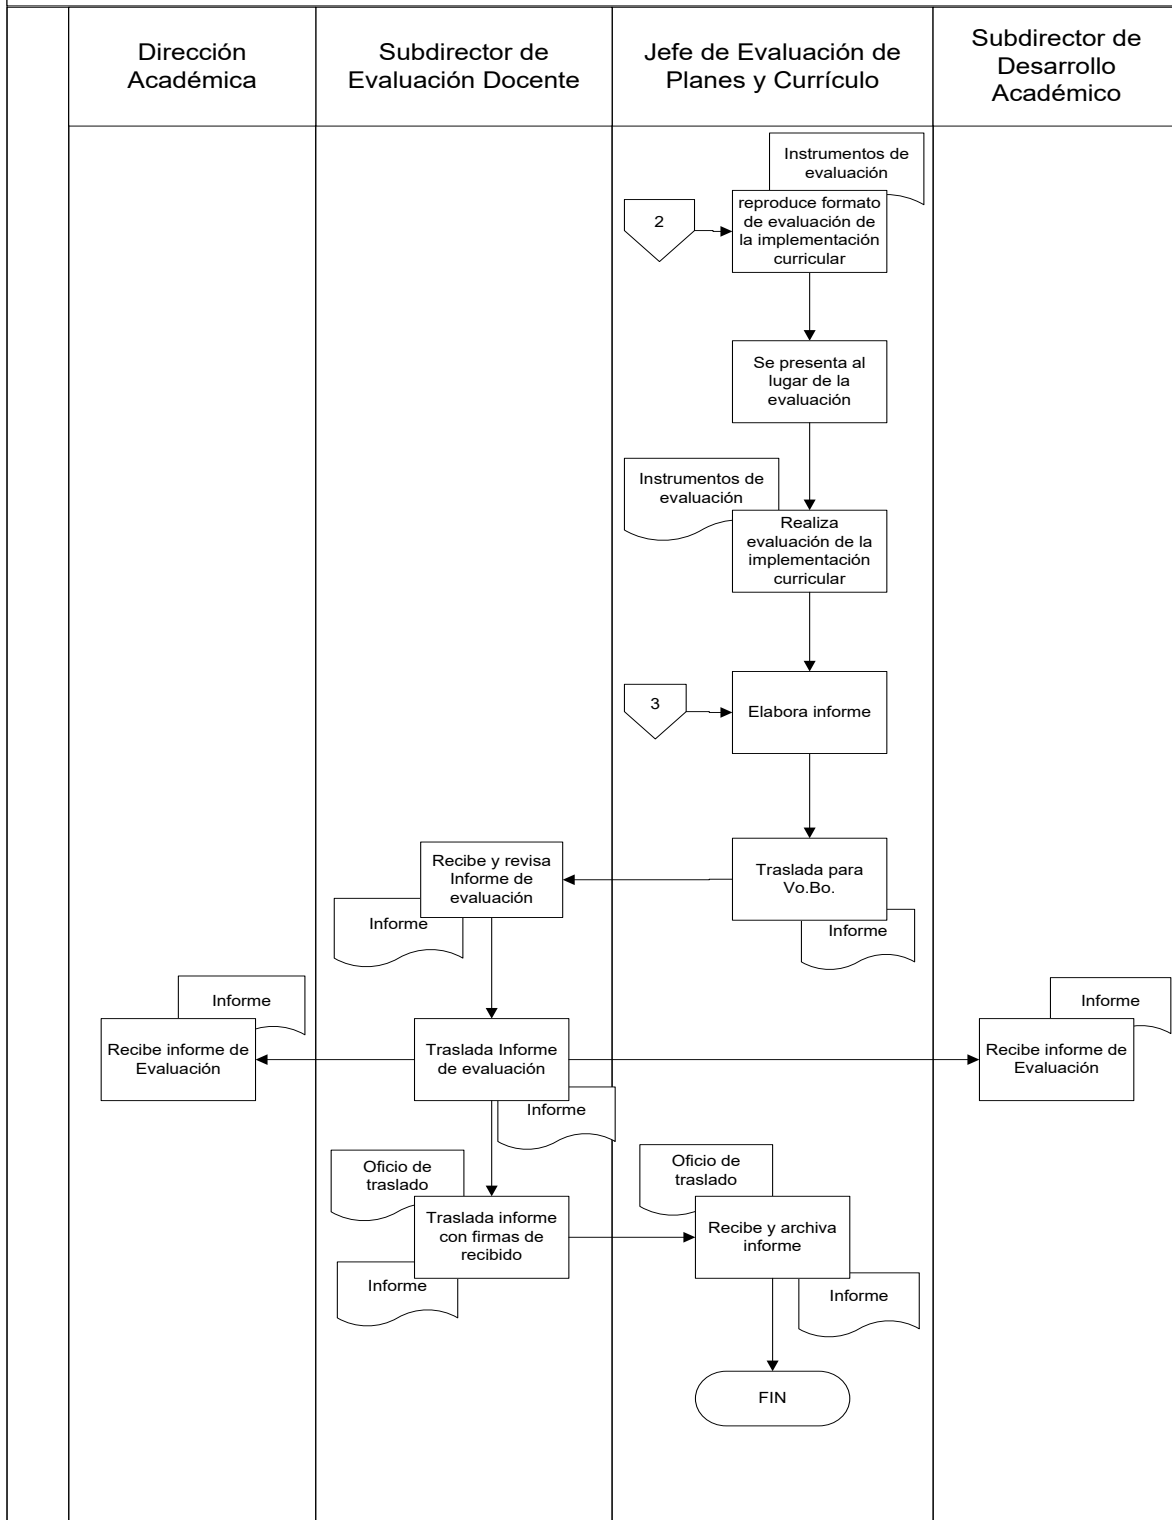 Dirección
Académica
Subdirector de
Evaluación Docente
Jefe de Evaluación de
Planes y Currículo
Subdirector de
Desarrollo
Académico
Instrumentos de
evaluación
2
reproduce formato
de evaluación de
la implementación
curricular
Se presenta al
lugar de la
evaluación
Instrumentos de
evaluación
Realiza
evaluación de la
implementación
curricular
3
Elabora informe
Traslada para
Vo.Bo.
Informe
Recibe y revisa
Informe de
evaluación
Informe
Informe
Recibe informe de
Evaluación
Traslada Informe
de evaluación
Informe
Informe
Recibe informe de
Evaluación
Oficio de
traslado
Traslada informe
con firmas de
recibido
Informe
Oficio de
traslado
Recibe y archiva
informe
Informe
FIN